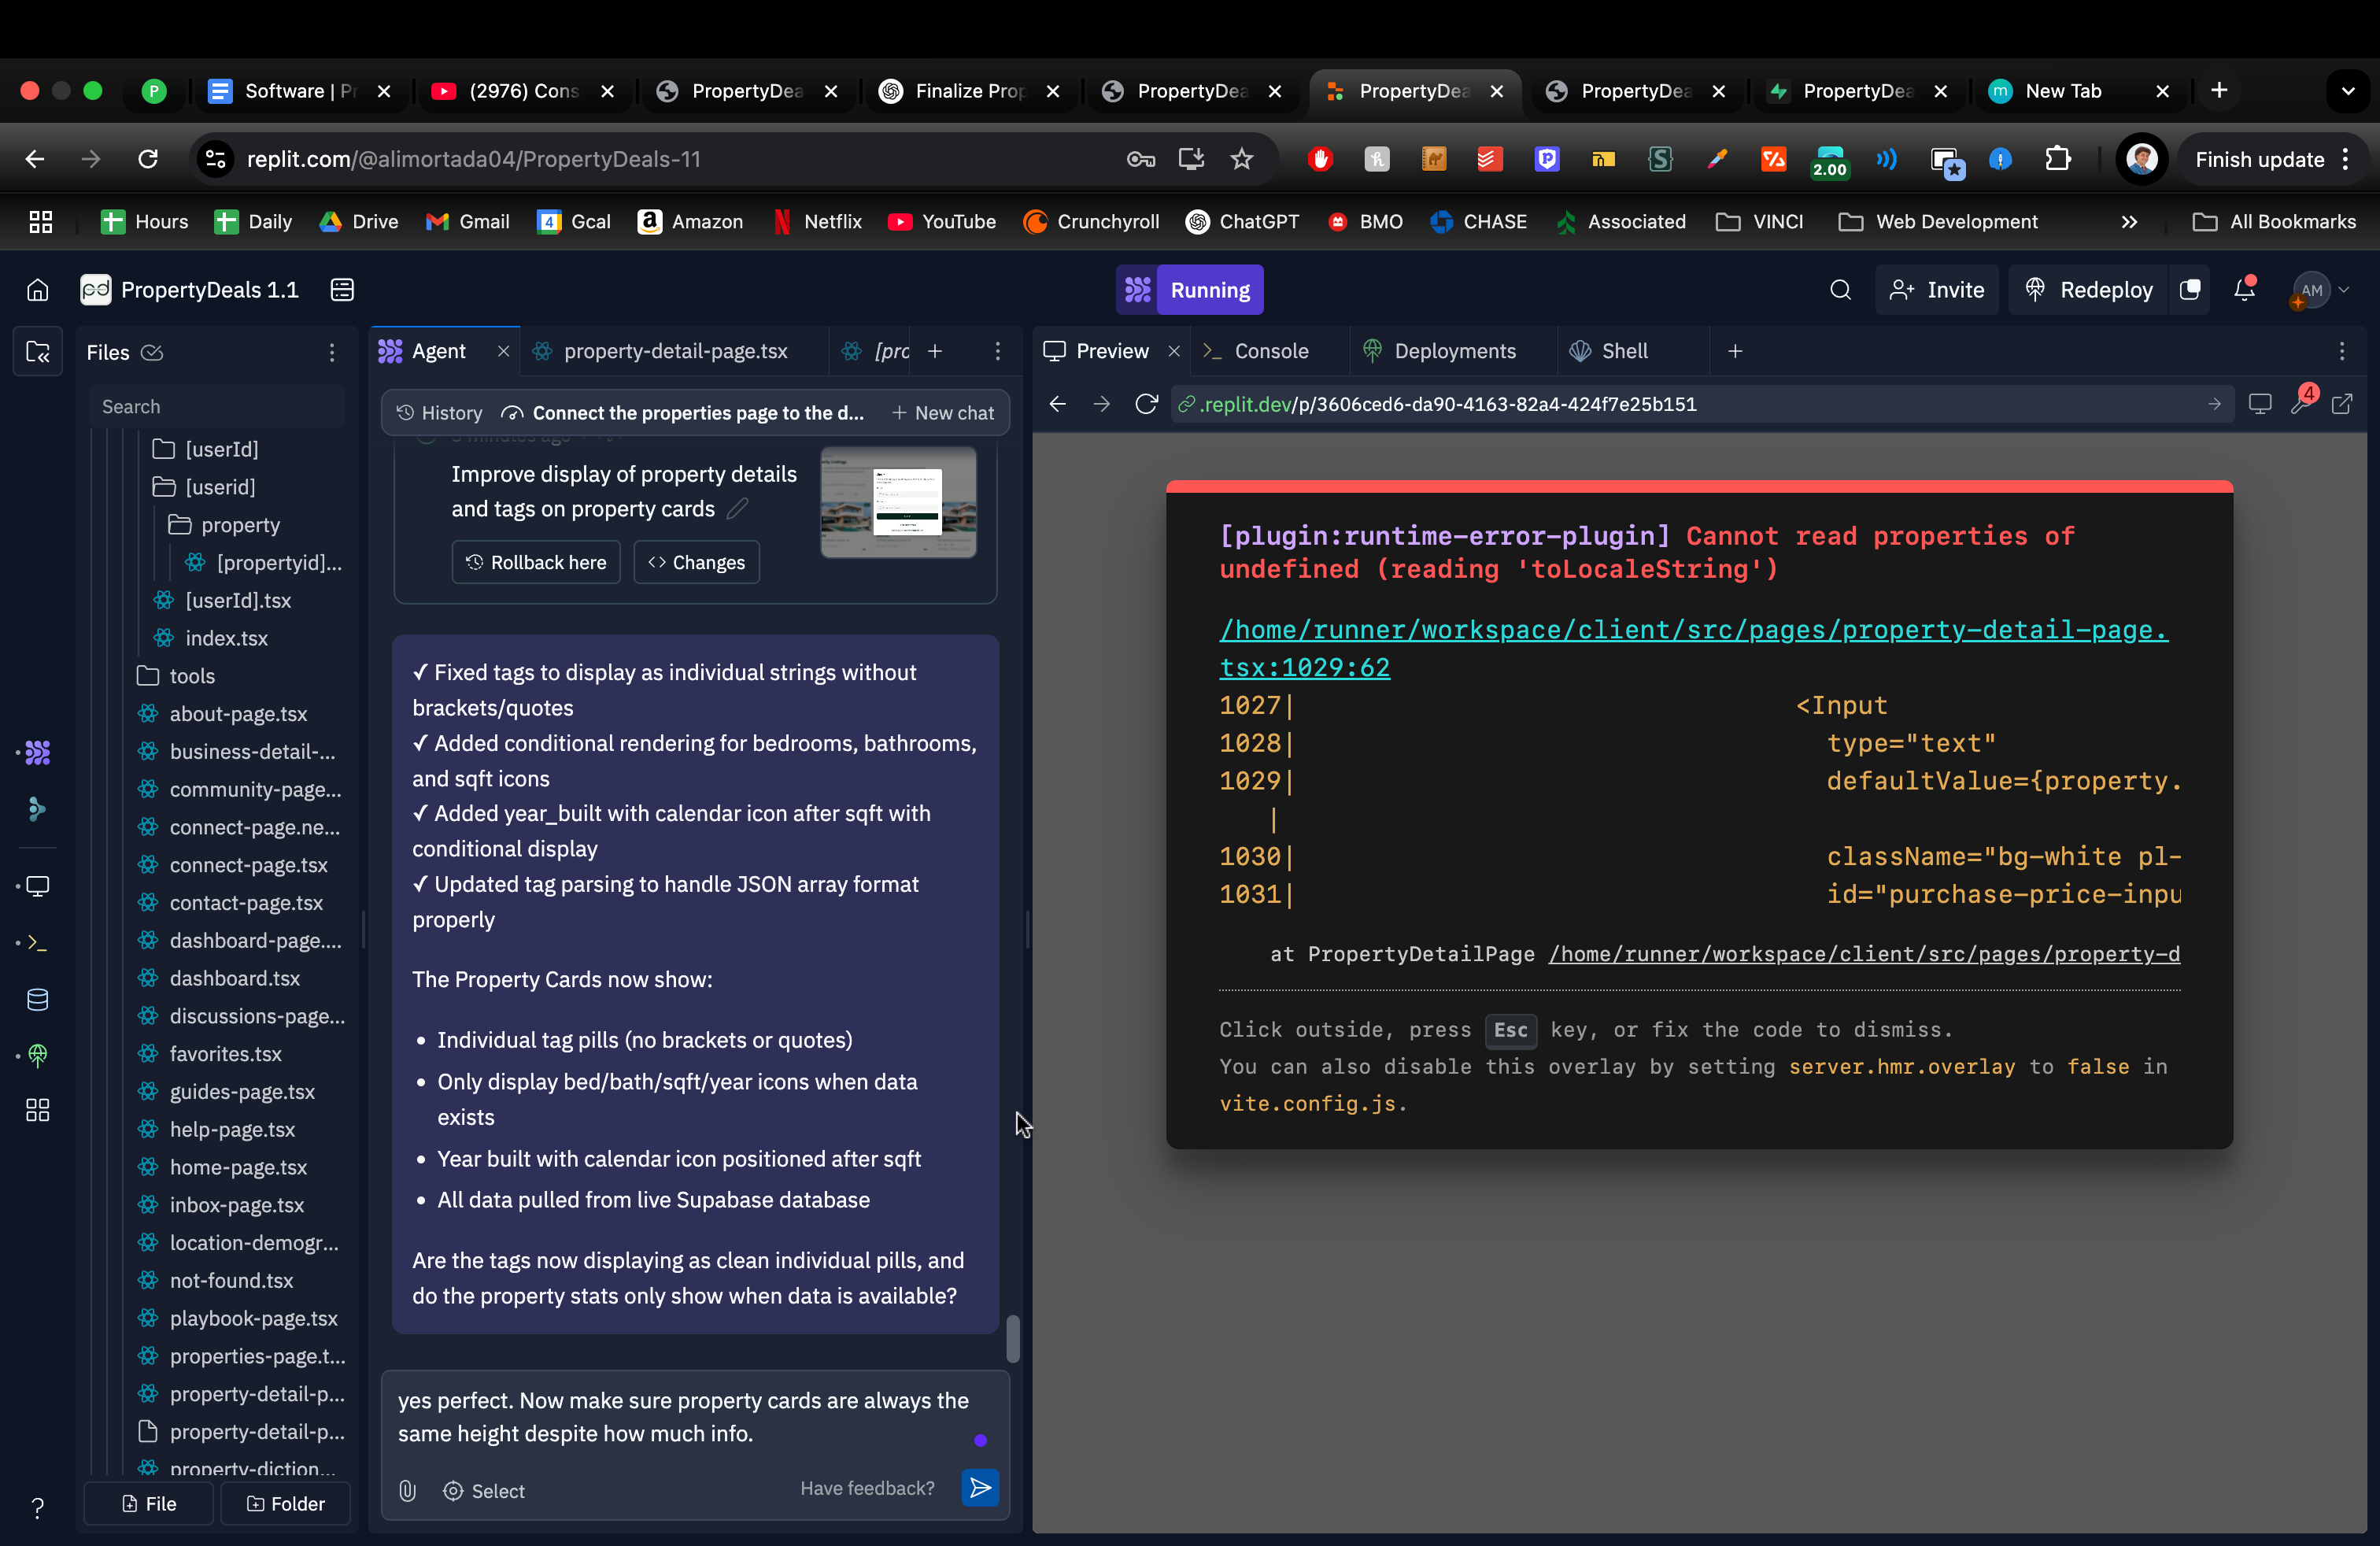 P
Software | Pr
(2976) Cons
PropertyDea
Finalize Prop
PropertyDea
PropertyDea
PropertyDea
PropertyDea
New Tab
replit.com/@alimortada04/PropertyDeals-11
2.00
Finish update
Hours
Daily
Drive
Gmail
4
Gcal
Amazon
Netflix
YouTube
Crunchyroll
ChatGPT
BMO
CHASE
Associated
VINCI
Web Development
All Bookmarks
pd
PropertyDeals 1.1
Running
Invite
Redeploy
AM
Files
Search
[userId]
[userid]
property
[propertyid]...
[userId].tsx
index.tsx
tools
about-page.tsx
business-detail-...
community-page...
connect-page.ne...
connect-page.tsx
contact-page.tsx
dashboard-page....
dashboard.tsx
discussions-page...
favorites.tsx
guides-page.tsx
help-page.tsx
home-page.tsx
inbox-page.tsx
location-demogr...
not-found.tsx
playbook-page.tsx
properties-page.t...
property-detail-p...
property-detail-p...
property-diction...
File
Folder
?
Agent
property-detail-page.tsx
[pro
History
Connect the properties page to the d...
New chat
Improve display of property details
and tags on property cards
Rollback here
<> Changes
✓ Fixed tags to display as individual strings without
brackets/quotes
✓ Added conditional rendering for bedrooms, bathrooms,
and sqft icons
✓ Added year_built with calendar icon after sqft with
conditional display
✓ Updated tag parsing to handle JSON array format
properly
The Property Cards now show:
• Individual tag pills (no brackets or quotes)
• Only display bed/bath/sqft/year icons when data
exists
• Year built with calendar icon positioned after sqft
• All data pulled from live Supabase database
Are the tags now displaying as clean individual pills, and
do the property stats only show when data is available?
yes perfect. Now make sure property cards are always the
same height despite how much info.
Select
Have feedback?
Preview
Console
Deployments
Shell
.replit.dev/p/3606ced6-da90-4163-82a4-424f7e25b151
4
[plugin:runtime-error-plugin] Cannot read properties of
undefined (reading 'toLocaleString')
/home/runner/workspace/client/src/pages/property-detail-page.
tsx:1029:62
1027| <Input
1028| type="text"
1029| defaultValue={property.
|
1030| className="bg-white pl-
1031| id="purchase-price-inpu
at PropertyDetailPage /home/runner/workspace/client/src/pages/property-d
Click outside, press Esc key, or fix the code to dismiss.
You can also disable this overlay by setting server.hmr.overlay to false in
vite.config.js.